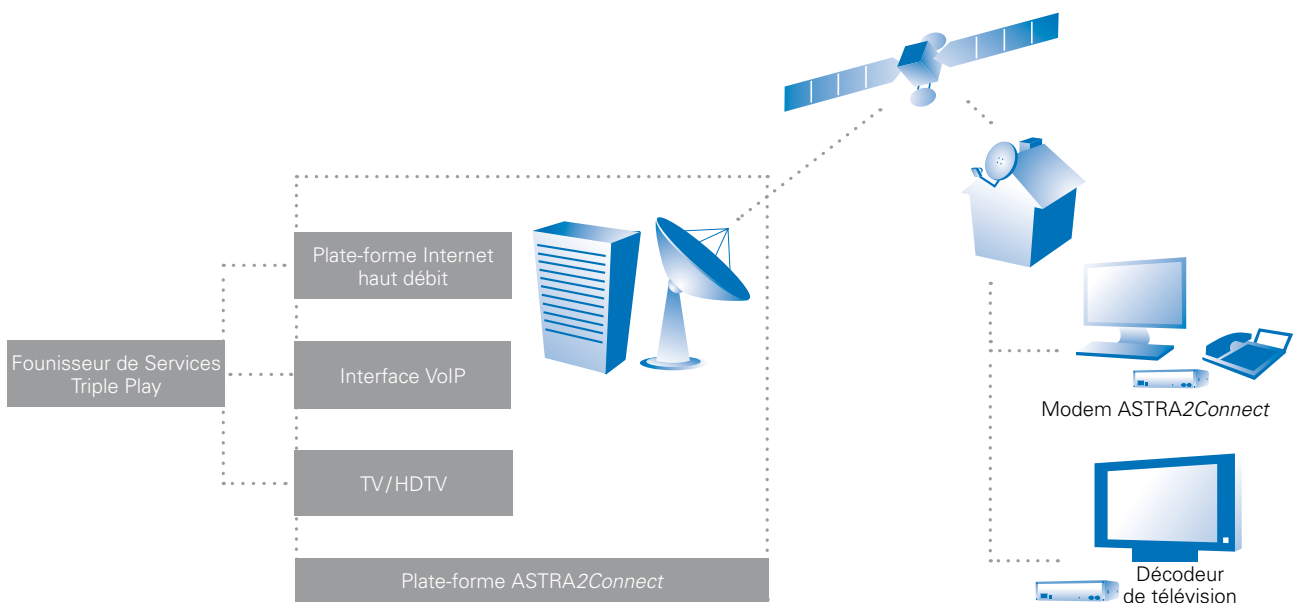 Plate-forme Internet
haut débit
Founisseur de Services
Triple Play
Interface VoIP
TV/HDTV
Plate-forme ASTRA2Connect
Modem ASTRA2Connect
Décodeur
de télévision